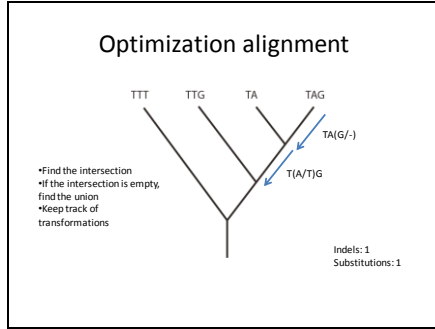 Optimization alignment
TTT TTG TA TAG
TA(G/-)
T(A/T)G
•Find the intersection
•If the intersection is empty,
find the union
•Keep track of
transformations
Indels: 1
Substitutions: 1